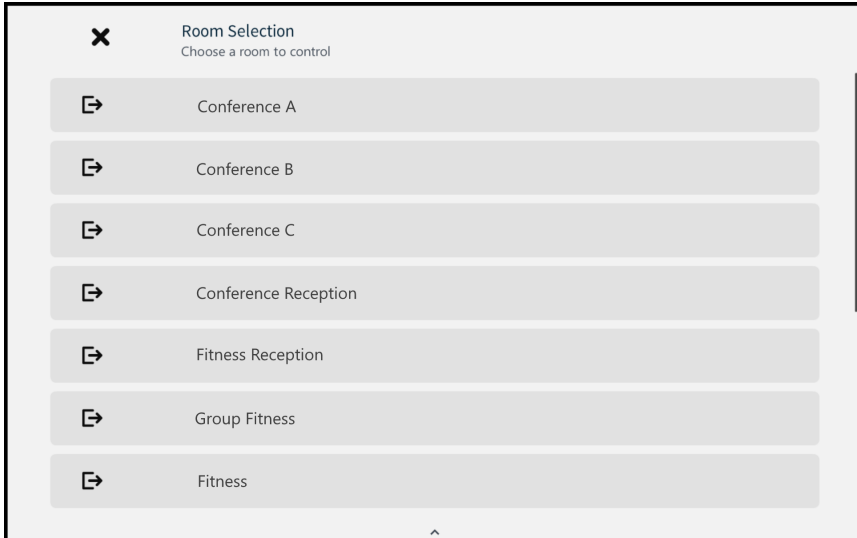 Room Selection
Choose a room to control
Conference A
Conference B
Conference C
Conference Reception
Fitness Reception
Group Fitness
Fitness